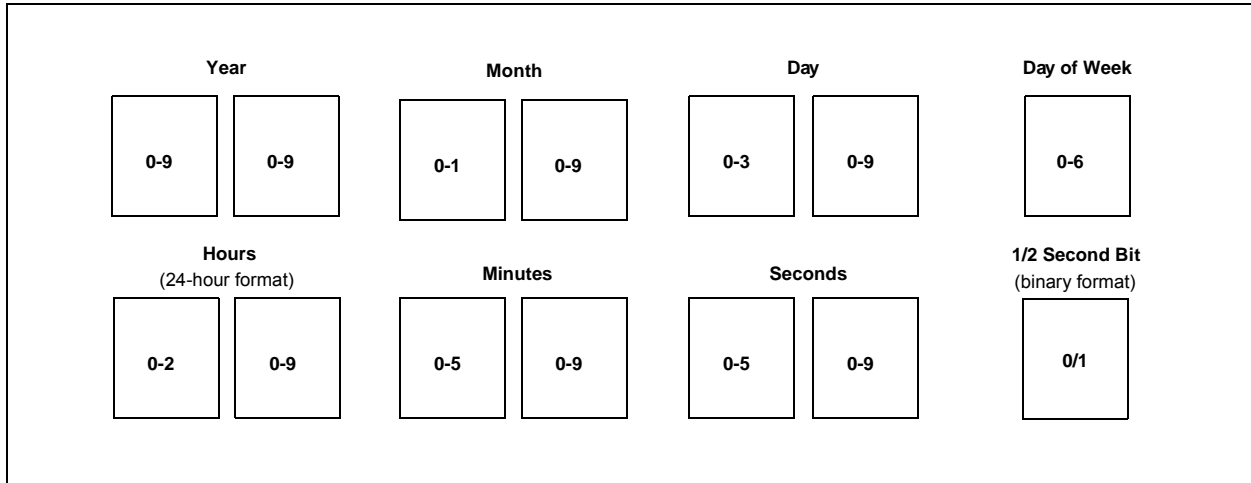 Year Month Day Day of Week
0-9 0-9 0-1 0-9 0-3 0-9 0-6
Hours
(24-hour format)
Minutes Seconds 1/2 Second Bit
(binary format)
0-2 0-9 0-5 0-9 0-5 0-9 0/1